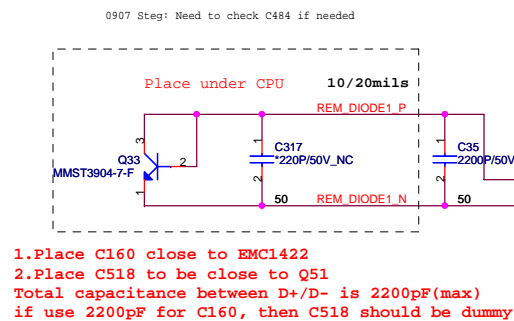 0907 Steg: Need to check C484 if needed
Place under CPU
10/20mils
REM_DIODE1_P
3
Q33
2
MMST3904-7-F
1
1
C317
*220P/50V_NC
2
50
REM_DIODE1_N
1
C35
2200P/50V
2
50
1.Place C160 close to EMC1422
2.Place C518 to be close to Q51
Total capacitance between D+/D- is 2200pF(max)
if use 2200pF for C160, then C518 should be dummy